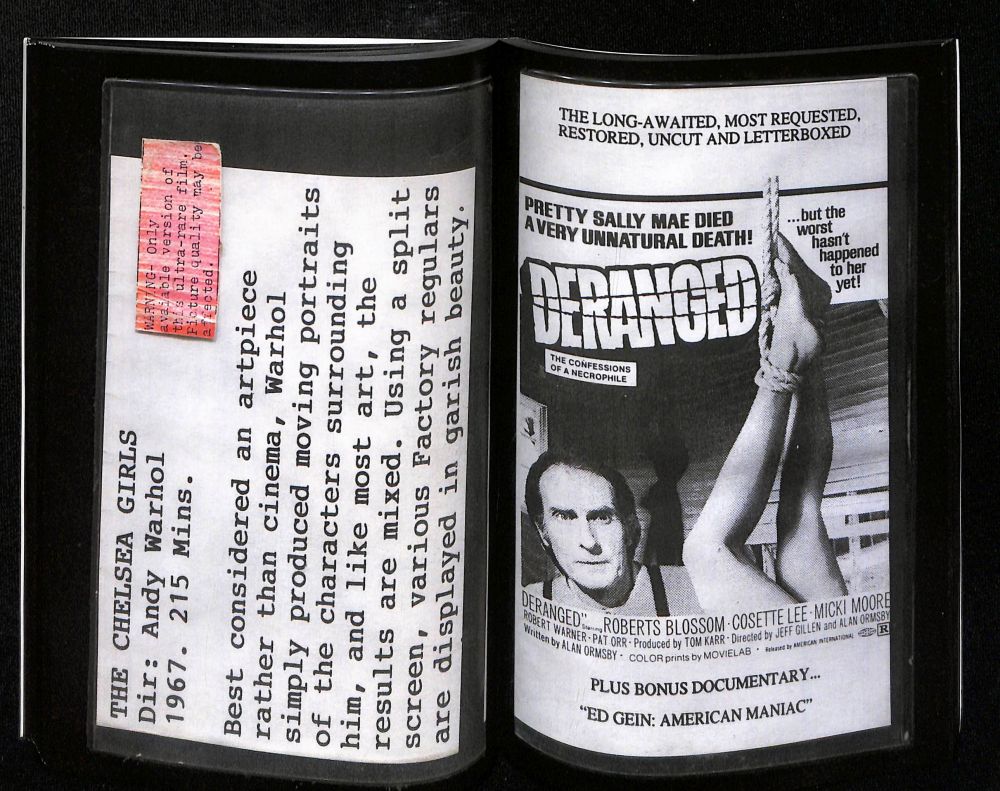 WARNING- Only
available version of
this ultra-rare film.
Picture quality may be
affected.
THE CHELSEA GIRLS
Dir: Andy Warhol
1967. 215 Mins.
Best considered an artpiece
rather than cinema, Warhol
simply produced moving portraits
of the characters surrounding
him, and like most art, the
results are mixed. Using a split
screen, various Factory regulars
are displayed in garish beauty.
THE LONG-AWAITED, MOST REQUESTED,
RESTORED, UNCUT AND LETTERBOXED
PRETTY SALLY MAE DIED
A VERY UNNATURAL DEATH!
...but the
worst
hasn't
happened
to her
yet!
DERANGED
THE CONFESSIONS
OF A NECROPHILE
DERANGED" Starring ROBERTS BLOSSOM · COSETTE LEE · MICKI MOORE
ROBERT WARNER · PAT ORR · Produced by TOM KARR · Directed by JEFF GILLEN and ALAN ORMSBY
Written by ALAN ORMSBY · COLOR prints by MOVIELAB · Released by AMERICAN INTERNATIONAL R
PLUS BONUS DOCUMENTARY...
"ED GEIN: AMERICAN MANIAC"